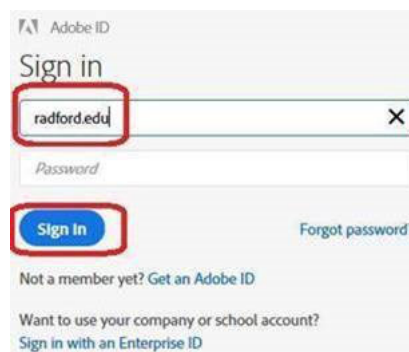 Adobe ID
Sign in
radford.edu
Password
Sign In
Forgot password
Not a member yet? Get an Adobe ID
Want to use your company or school account?
Sign in with an Enterprise ID